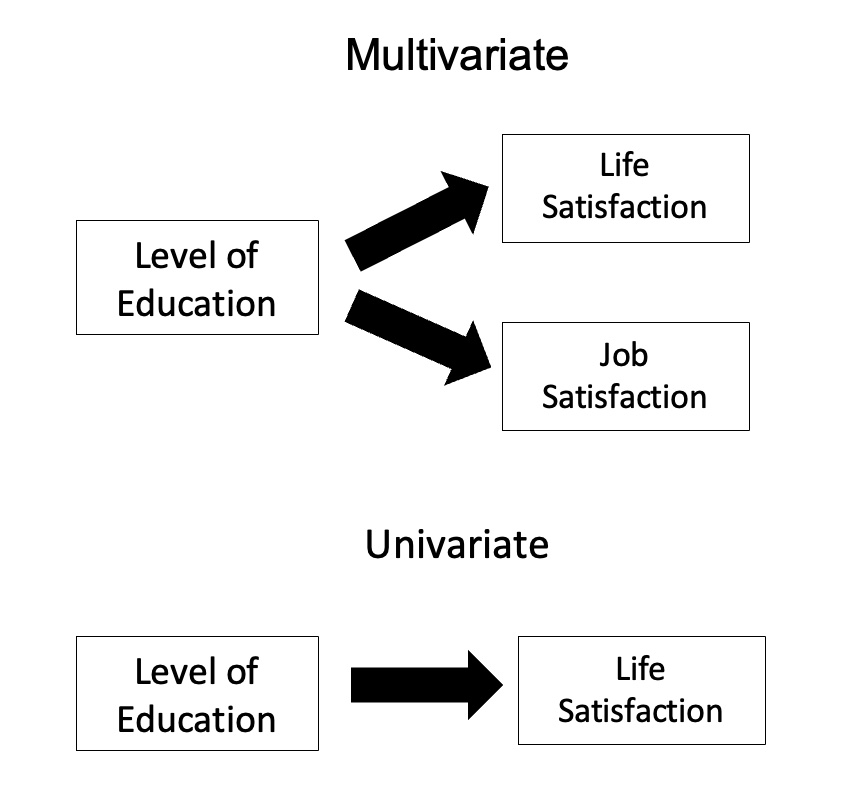 Multivariate
Level of
Education
Life
Satisfaction
Job
Satisfaction
Univariate
Level of
Education
Life
Satisfaction